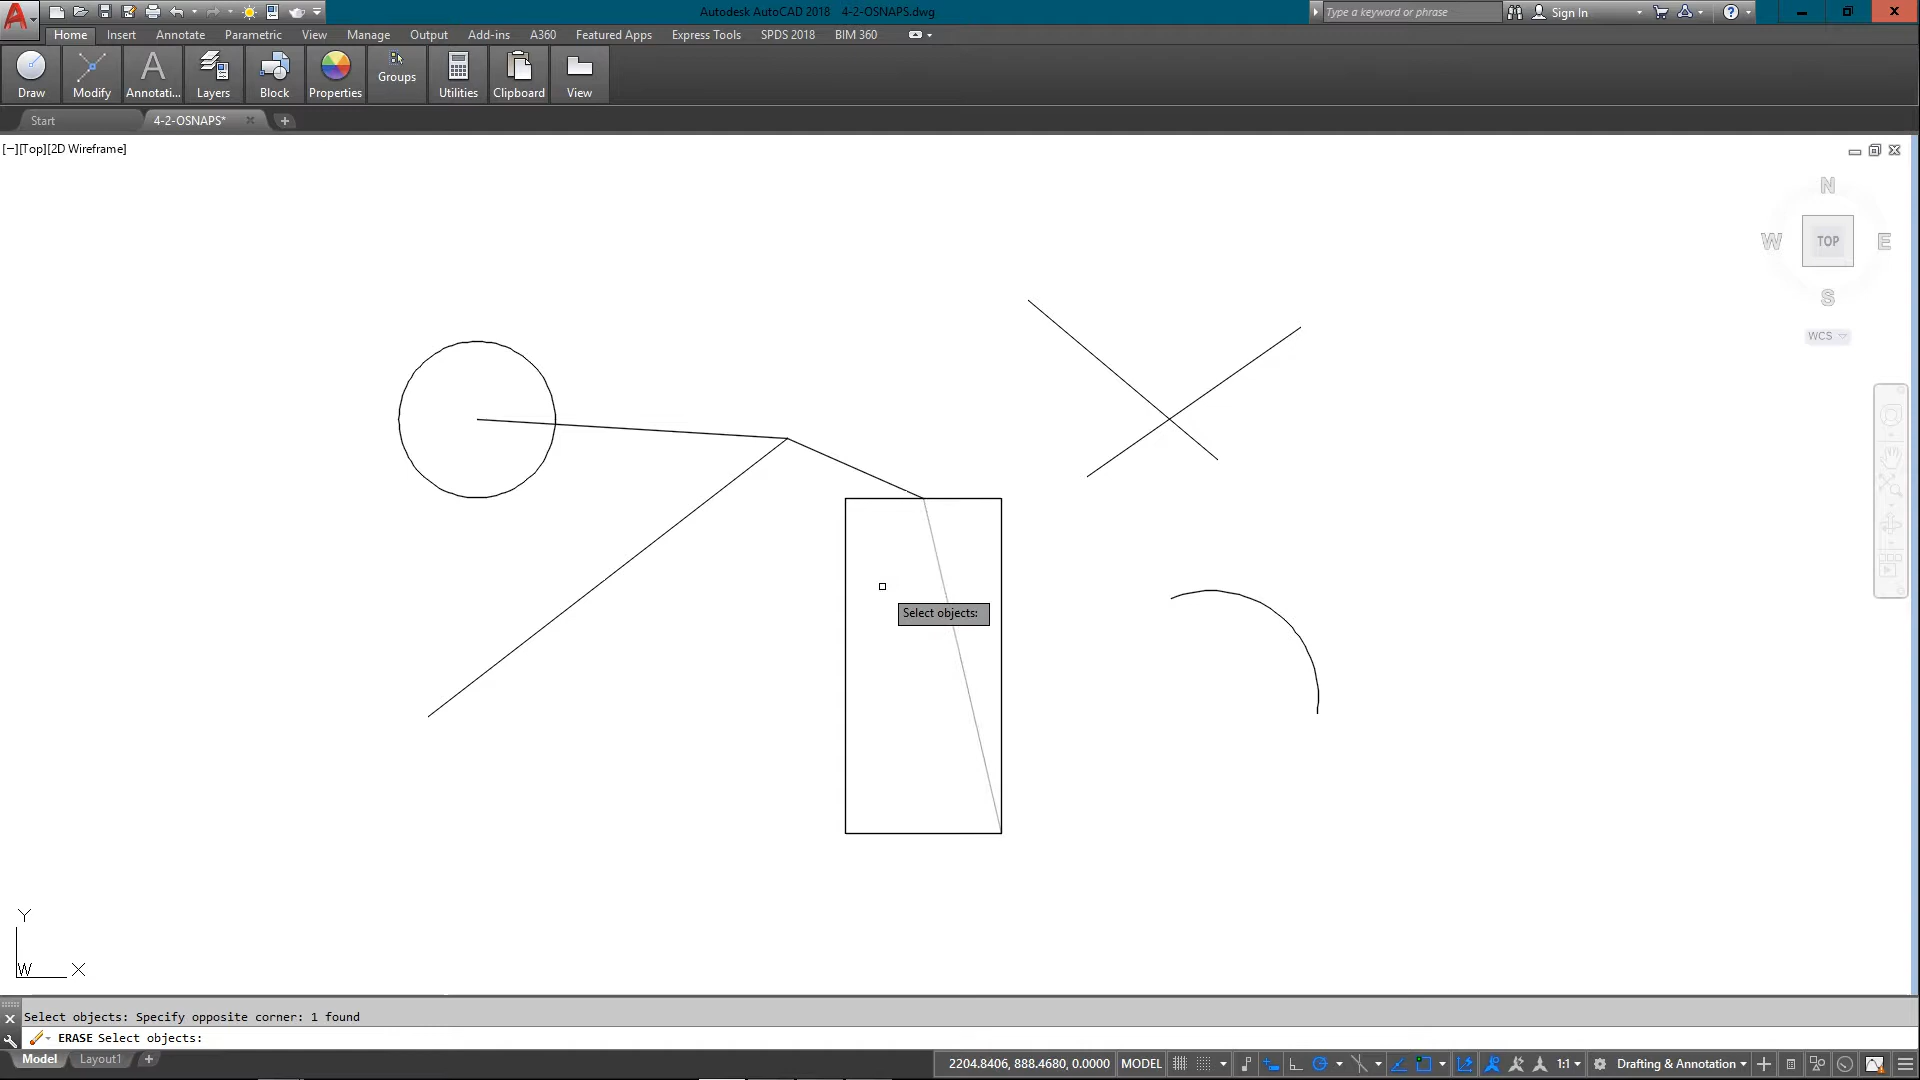 Autodesk AutoCAD 2018 4-2-OSNAPS.dwg
Type a keyword or phrase
Sign In
Home Insert Annotate Parametric View Manage Output Add-ins A360 Featured Apps Express Tools SPDS 2018 BIM 360
Draw Modify Annotati... Layers Block Properties Groups Utilities Clipboard View
Start 4-2-OSNAPS*
[−][Top][2D Wireframe]
N
W TOP E
S
WCS
Select objects:
Y
W X
Select objects: Specify opposite corner: 1 found
ERASE Select objects:
Model Layout1
2204.8406, 888.4680, 0.0000 MODEL 1:1 Drafting & Annotation